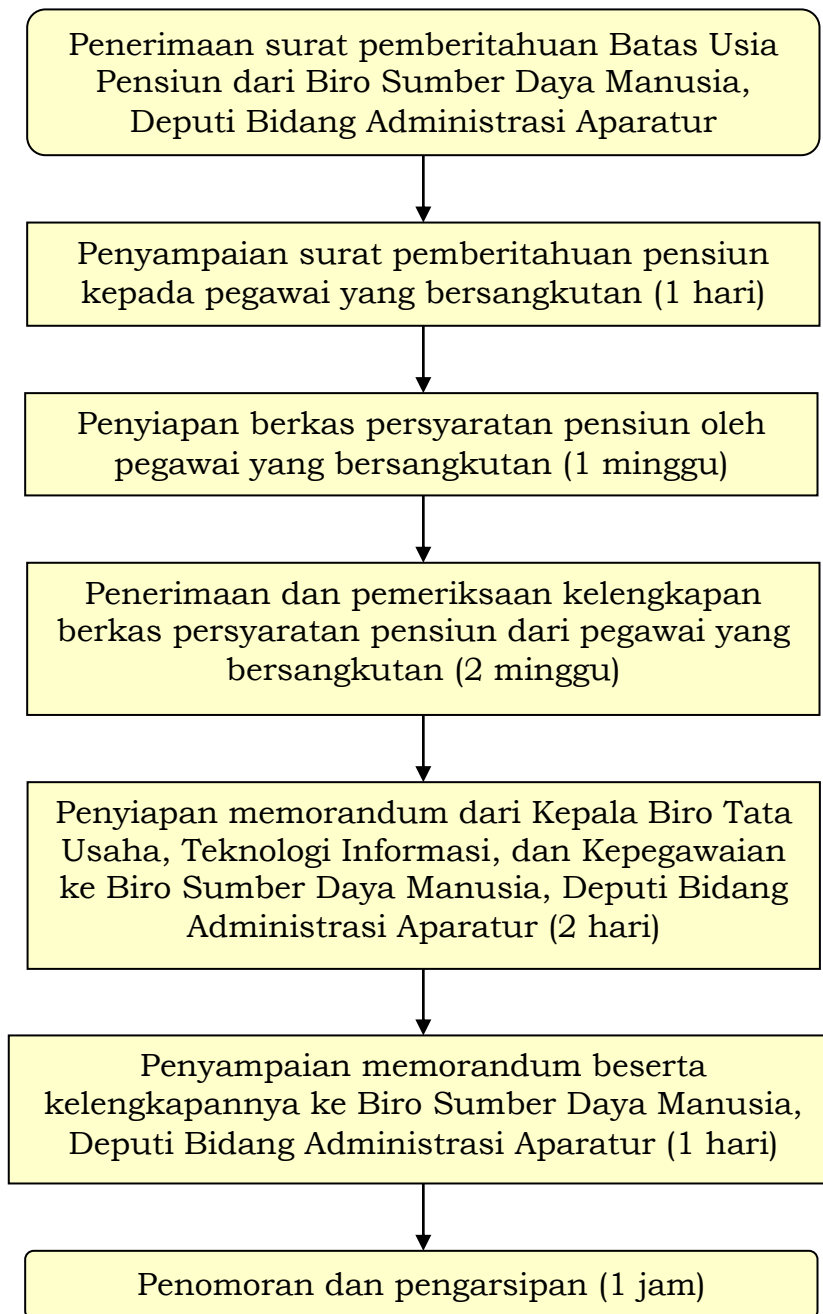 Penerimaan surat pemberitahuan Batas Usia
Pensiun dari Biro Sumber Daya Manusia,
Deputi Bidang Administrasi Aparatur
Penyampaian surat pemberitahuan pensiun
kepada pegawai yang bersangkutan (1 hari)
Penyiapan berkas persyaratan pensiun oleh
pegawai yang bersangkutan (1 minggu)
Penerimaan dan pemeriksaan kelengkapan
berkas persyaratan pensiun dari pegawai yang
bersangkutan (2 minggu)
Penyiapan memorandum dari Kepala Biro Tata
Usaha, Teknologi Informasi, dan Kepegawaian
ke Biro Sumber Daya Manusia, Deputi Bidang
Administrasi Aparatur (2 hari)
Penyampaian memorandum beserta
kelengkapannya ke Biro Sumber Daya Manusia,
Deputi Bidang Administrasi Aparatur (1 hari)
Penomoran dan pengarsipan (1 jam)